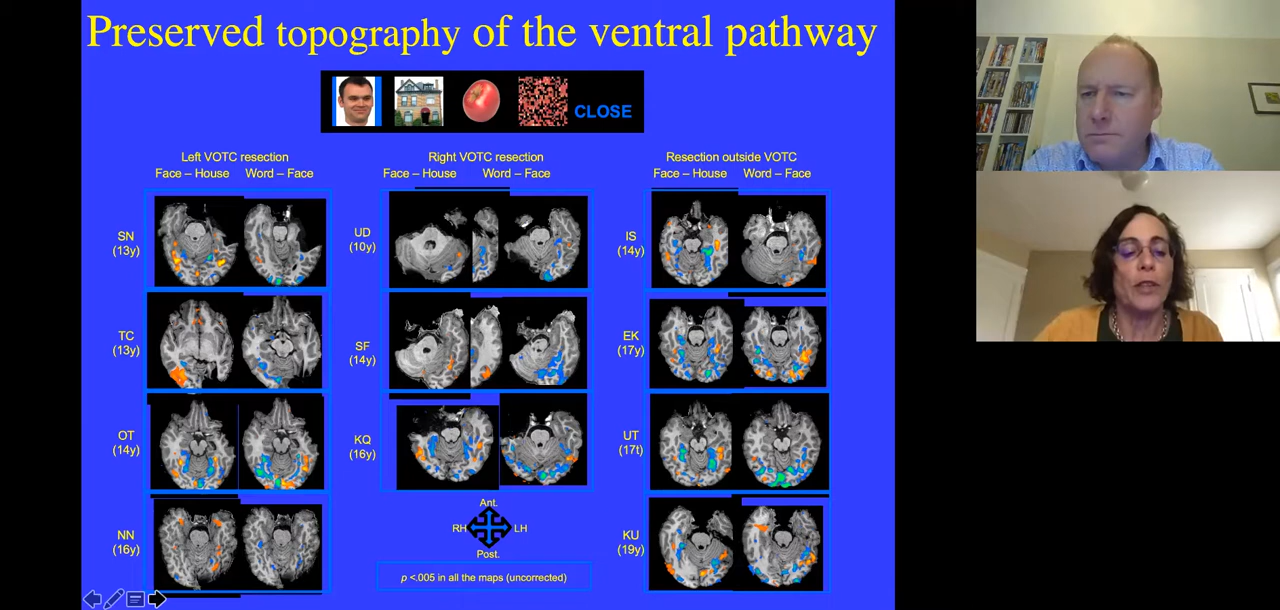 Preserved topography of the ventral pathway
CLOSE
Left VOTC resection
Face – House Word – Face
SN
(13y)
TC
(13y)
OT
(14y)
NN
(16y)
Right VOTC resection
Face – House Word – Face
UD
(10y)
SF
(14y)
KQ
(16y)
Ant.
RH LH
Post.
p <.005 in all the maps (uncorrected)
Resection outside VOTC
Face – House Word – Face
IS
(14y)
EK
(17y)
UT
(17t)
KU
(19y)